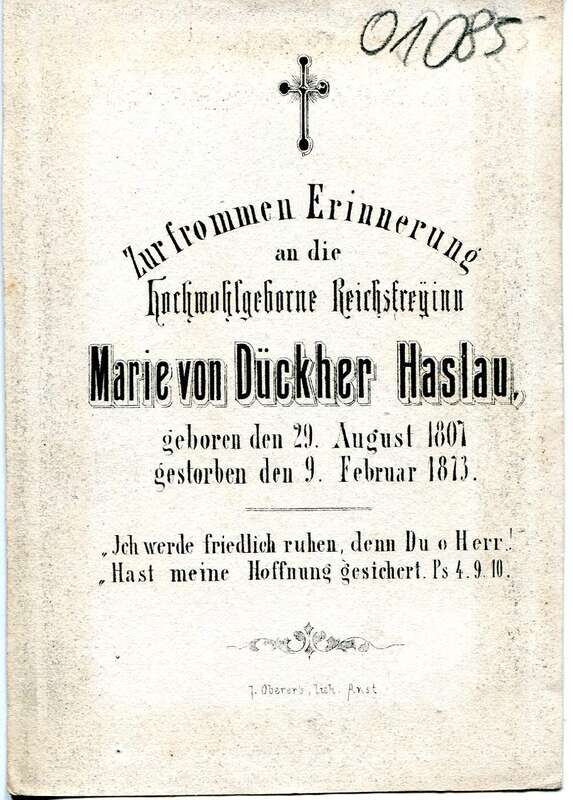 01085
Zur frommen Erinnerung
an die
Hochwohlgeborne Reichsfreÿinn
Marie von Dückher Haslau,
geboren den 29. August 1807
gestorben den 9. Februar 1873.
„Ich werde friedlich ruhen, denn Du o Herr!
„Hast meine Hoffnung gesichert. Ps 4. 9. 10.
J. Oberer's, lith. Anst